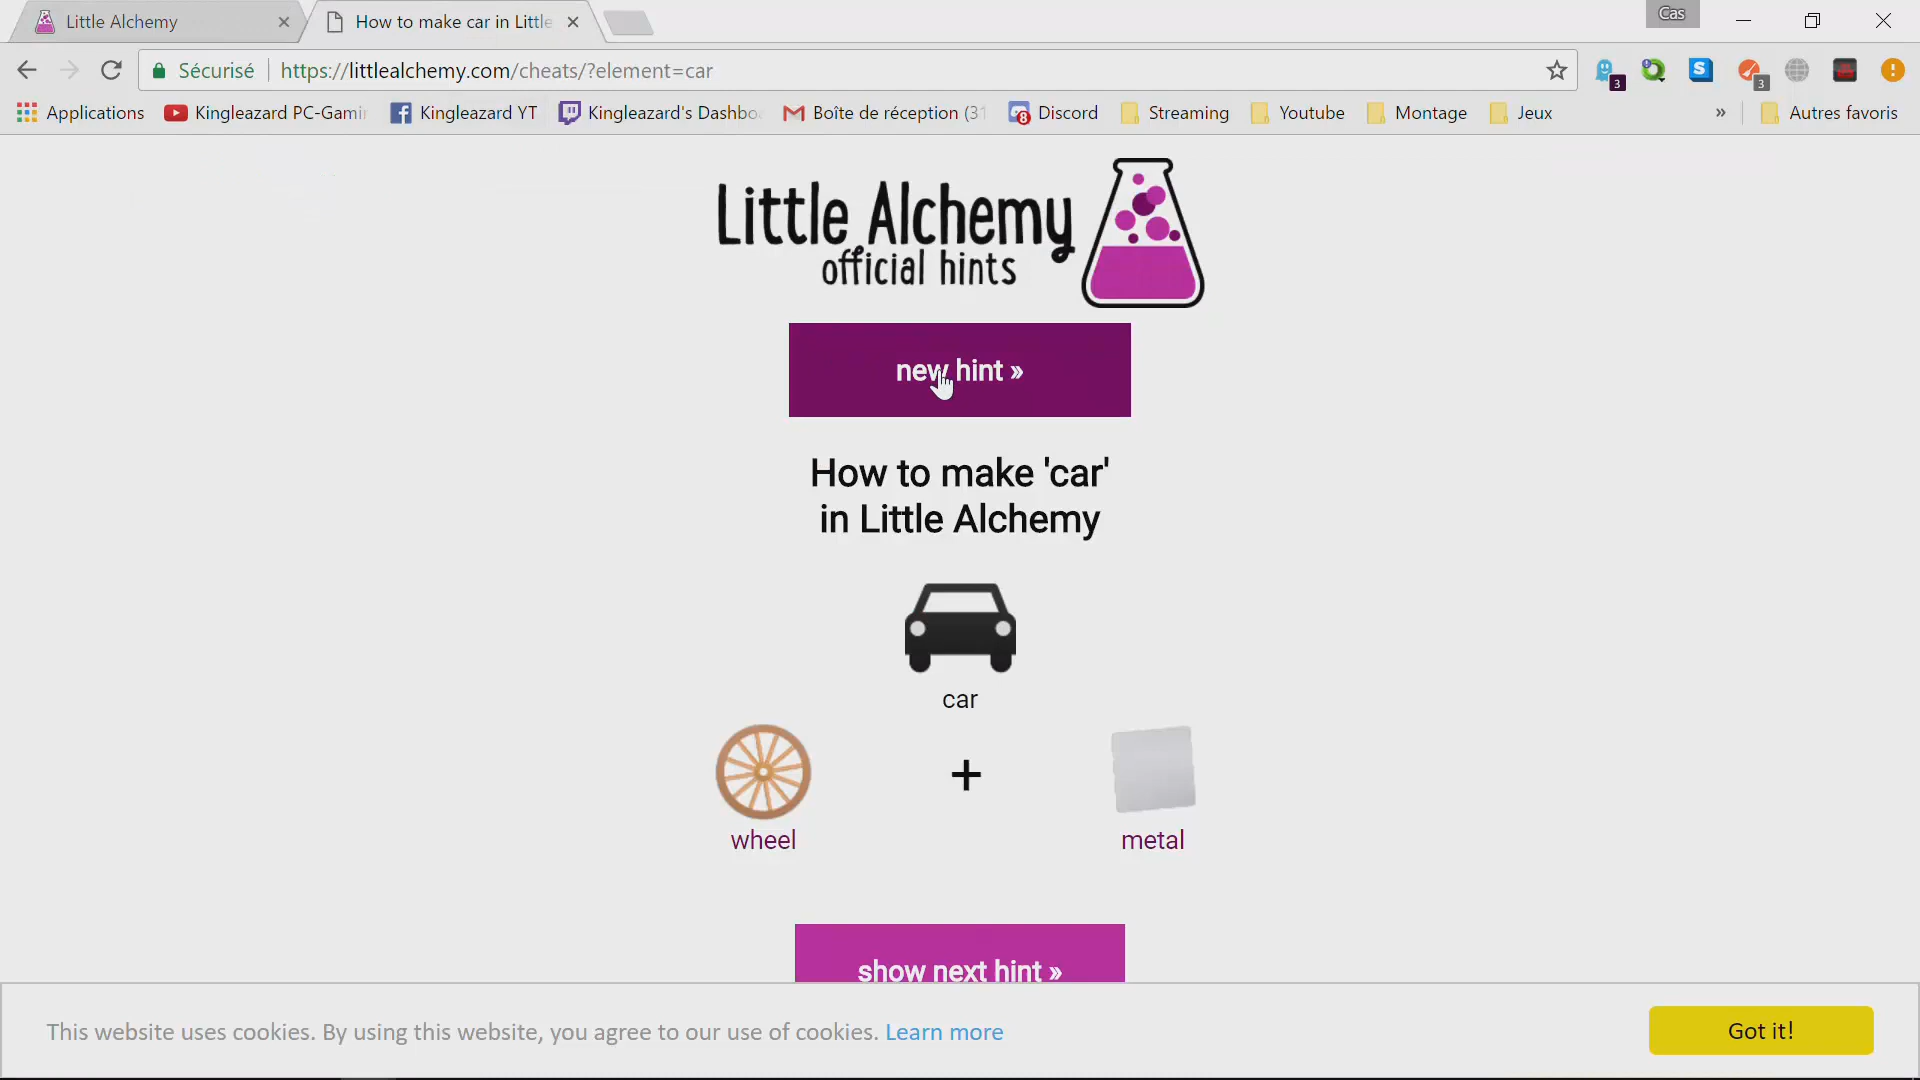 Little Alchemy
How to make car in Little
Cas
Sécurisé
https://littlealchemy.com/cheats/?element=car
3
3
Applications
Kingleazard PC-Gami
Kingleazard YT
Kingleazard's Dashbo
Boîte de réception (31
8
Discord
Streaming
Youtube
Montage
Jeux
»
Autres favoris
Little Alchemy
official hints
new hint »
How to make 'car'
in Little Alchemy
car
+
wheel
metal
show next hint »
This website uses cookies. By using this website, you agree to our use of cookies. Learn more
Got it!